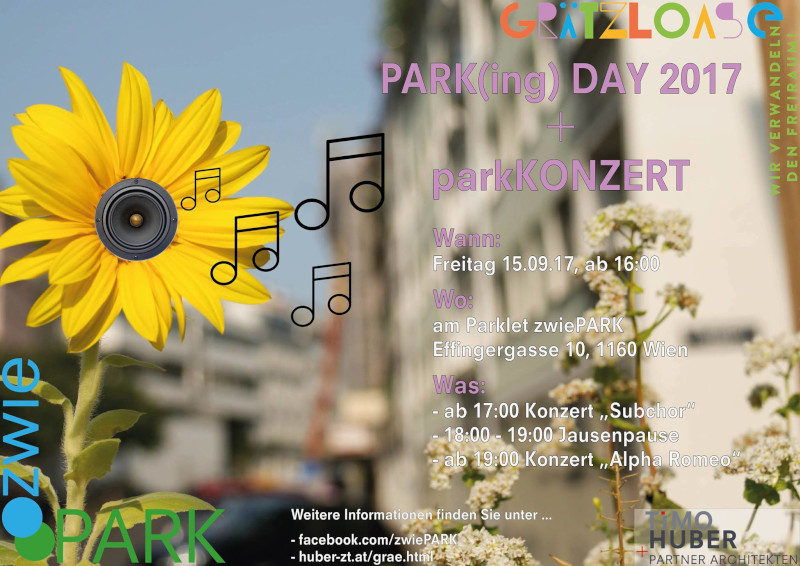 GRÄTZLOASE
WIR VERWANDELN
DEN FREIRAUM!
PARK(ing) DAY 2017
+
parkKONZERT
Wann:
Freitag 15.09.17, ab 16:00
Wo:
am Parklet zwiePARK
Effingergasse 10, 1160 Wien
Was:
- ab 17:00 Konzert „Subchor“
- 18:00 - 19:00 Jausenpause
- ab 19:00 Konzert „Alpha Romeo“
zwie
PARK
Weitere Informationen finden Sie unter ...
- facebook.com/zwiePARK
- huber-zt.at/grae.html
TiMO
HUBER
+PARTNER ARCHITEKTEN